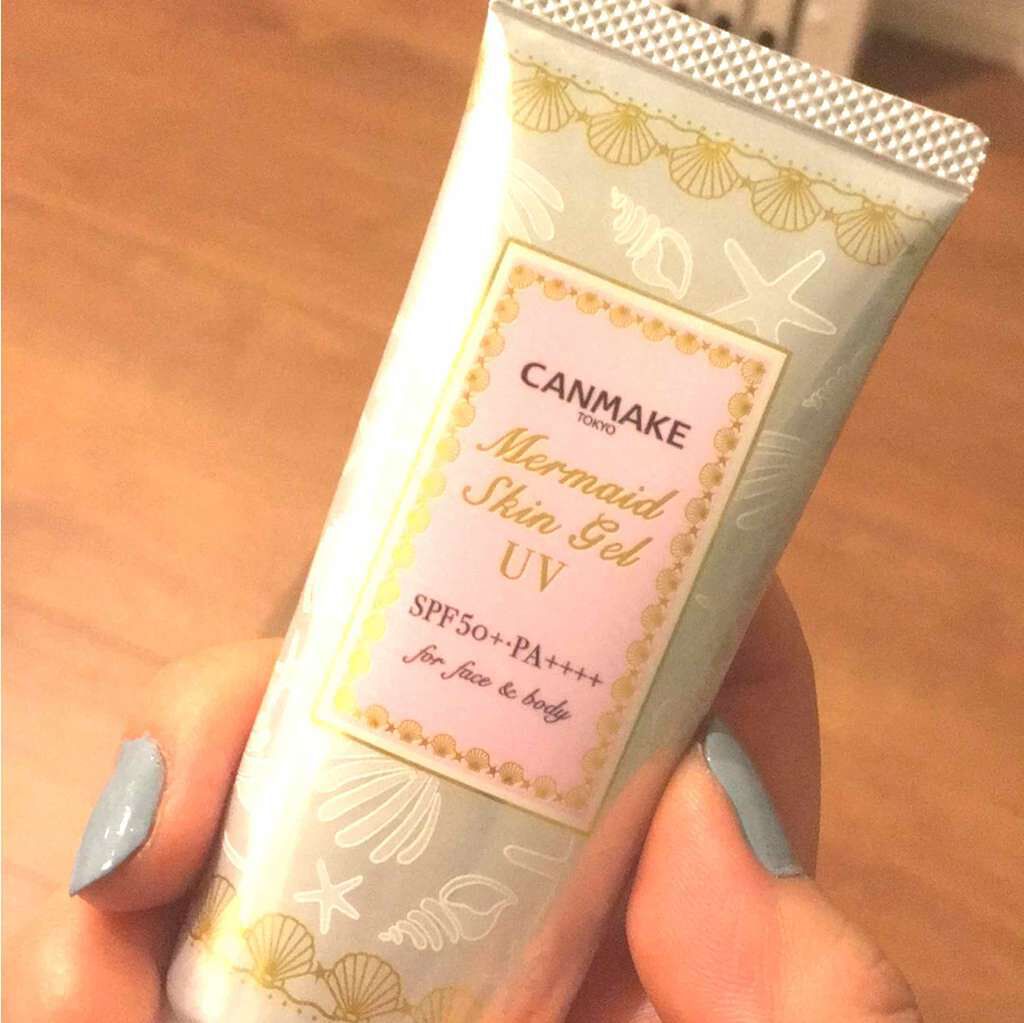 CANMAKE
TOKYO
Mermaid
Skin Gel
UV
SPF50+·PA++++
for face & body